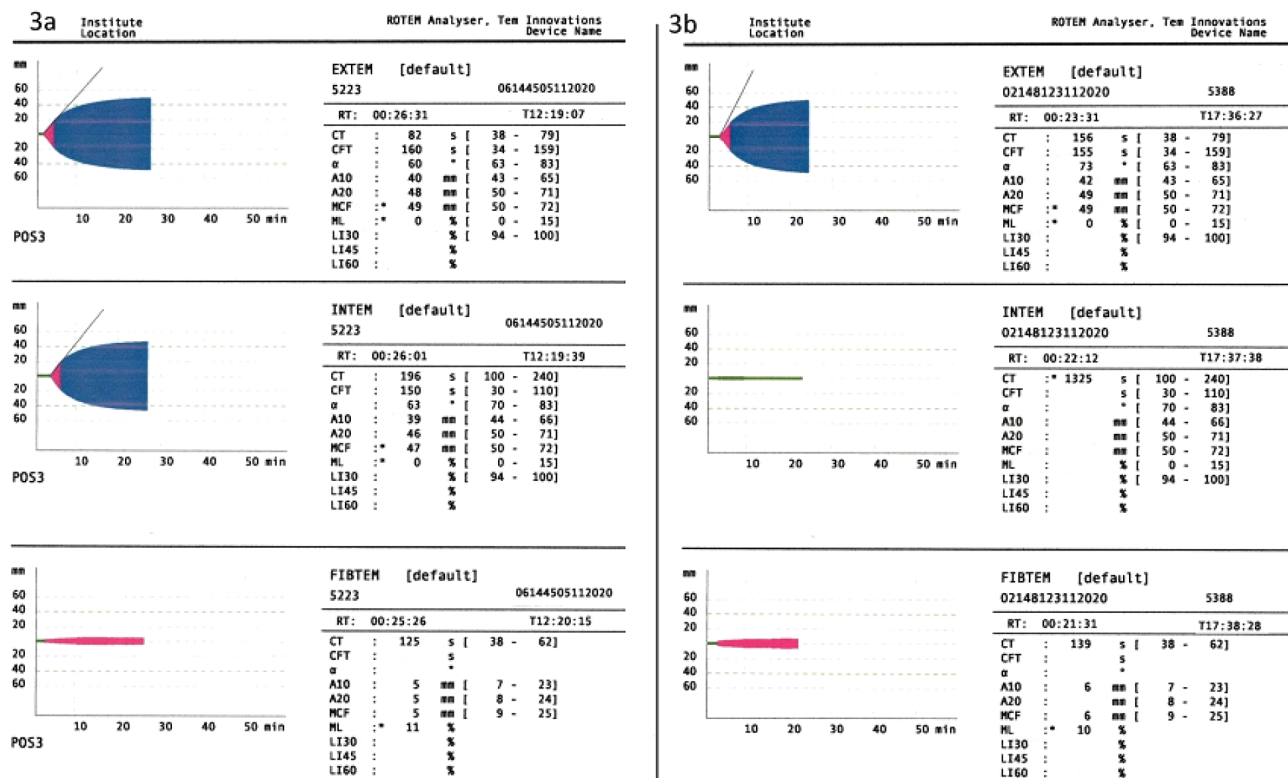 3a
Institute
Location
ROTEM Analyser, Tem Innovations
Device Name
mm
60
40
20
20
40
60
10 20 30 40 50 min
POS3
EXTEM [default]
5223 06144505112020
RT: 00:26:31 T12:19:07
CT : 82 s [ 38 - 79]
CFT : 160 s [ 34 - 159]
α : 60 ° [ 63 - 83]
A10 : 40 mm [ 43 - 65]
A20 : 48 mm [ 50 - 71]
MCF :* 49 mm [ 50 - 72]
ML :* 0 % [ 0 - 15]
LI30 : % [ 94 - 100]
LI45 : %
LI60 : %
mm
60
40
20
20
40
60
10 20 30 40 50 min
POS3
INTEM [default]
5223 06144505112020
RT: 00:26:01 T12:19:39
CT : 196 s [ 100 - 240]
CFT : 150 s [ 30 - 110]
α : 63 ° [ 70 - 83]
A10 : 39 mm [ 44 - 66]
A20 : 46 mm [ 50 - 71]
MCF :* 47 mm [ 50 - 72]
ML :* 0 % [ 0 - 15]
LI30 : % [ 94 - 100]
LI45 : %
LI60 : %
mm
60
40
20
20
40
60
10 20 30 40 50 min
POS3
FIBTEM [default]
5223 06144505112020
RT: 00:25:26 T12:20:15
CT : 125 s [ 38 - 62]
CFT : s
α : °
A10 : 5 mm [ 7 - 23]
A20 : 5 mm [ 8 - 24]
MCF : 5 mm [ 9 - 25]
ML :* 11 %
LI30 : %
LI45 : %
LI60 : %
3b
Institute
Location
ROTEM Analyser, Tem Innovations
Device Name
mm
60
40
20
20
40
60
10 20 30 40 50 min
EXTEM [default]
02148123112020 5388
RT: 00:23:31 T17:36:27
CT : 156 s [ 38 - 79]
CFT : 155 s [ 34 - 159]
α : 73 ° [ 63 - 83]
A10 : 42 mm [ 43 - 65]
A20 : 49 mm [ 50 - 71]
MCF :* 49 mm [ 50 - 72]
ML :* 0 % [ 0 - 15]
LI30 : % [ 94 - 100]
LI45 : %
LI60 : %
mm
60
40
20
20
40
60
10 20 30 40 50 min
INTEM [default]
02148123112020 5388
RT: 00:22:12 T17:37:38
CT :* 1325 s [ 100 - 240]
CFT : s [ 30 - 110]
α : ° [ 70 - 83]
A10 : mm [ 44 - 66]
A20 : mm [ 50 - 71]
MCF : mm [ 50 - 72]
ML : % [ 0 - 15]
LI30 : % [ 94 - 100]
LI45 : %
LI60 : %
mm
60
40
20
20
40
60
10 20 30 40 50 min
FIBTEM [default]
02148123112020 5388
RT: 00:21:31 T17:38:28
CT : 139 s [ 38 - 62]
CFT : s
α : °
A10 : 6 mm [ 7 - 23]
A20 : mm [ 8 - 24]
MCF : 6 mm [ 9 - 25]
ML :* 10 %
LI30 : %
LI45 : %
LI60 : %